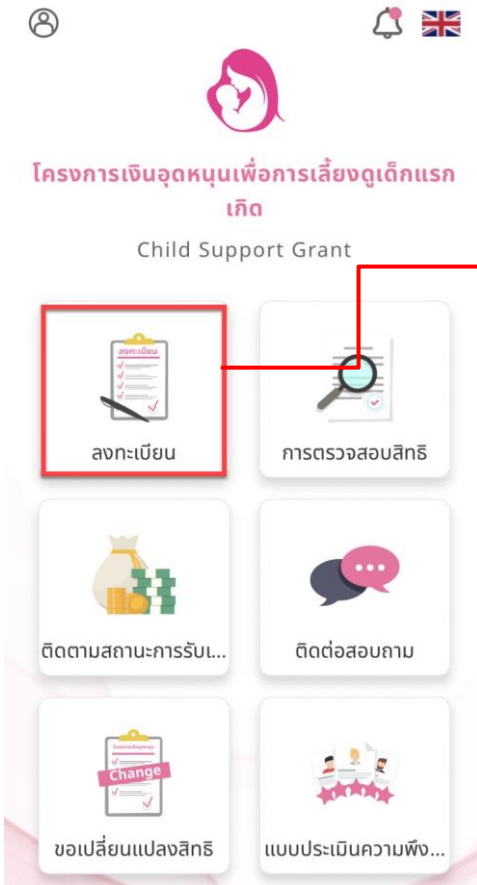 โครงการเงินอุดหนุนเพื่อการเลี้ยงดูเด็กแรก
เกิด
Child Support Grant
ลงทะเบียน
ลงทะเบียน
การตรวจสอบสิทธิ
ติดตามสถานะการรับเ...
ติดต่อสอบถาม
Change
ขอเปลี่ยนแปลงสิทธิ
แบบประเมินความพึง...